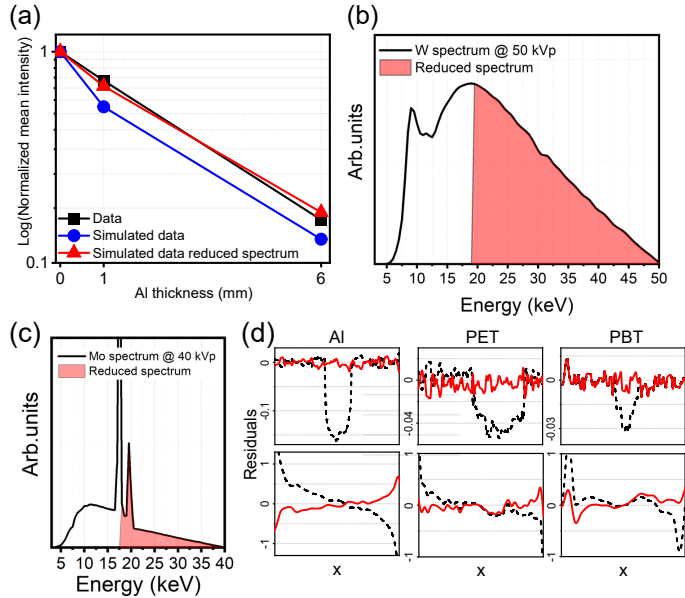 (a)
Log(Normalized mean intensity)
1
0.1
Data
Simulated data
Simulated data reduced spectrum
0 1 6
Al thickness (mm)
(b)
Arb.units
W spectrum @ 50 kVp
Reduced spectrum
5 10 15 20 25 30 35 40 45 50
Energy (keV)
(c)
Arb.units
Mo spectrum @ 40 kVp
Reduced spectrum
5 10 15 20 25 30 35 40
Energy (keV)
(d)
Al PET PBT
Residuals
0
-0.1
0
-0.04
0
-0.03
1
0
-1
1
0
-1
1
0
-1
x x x